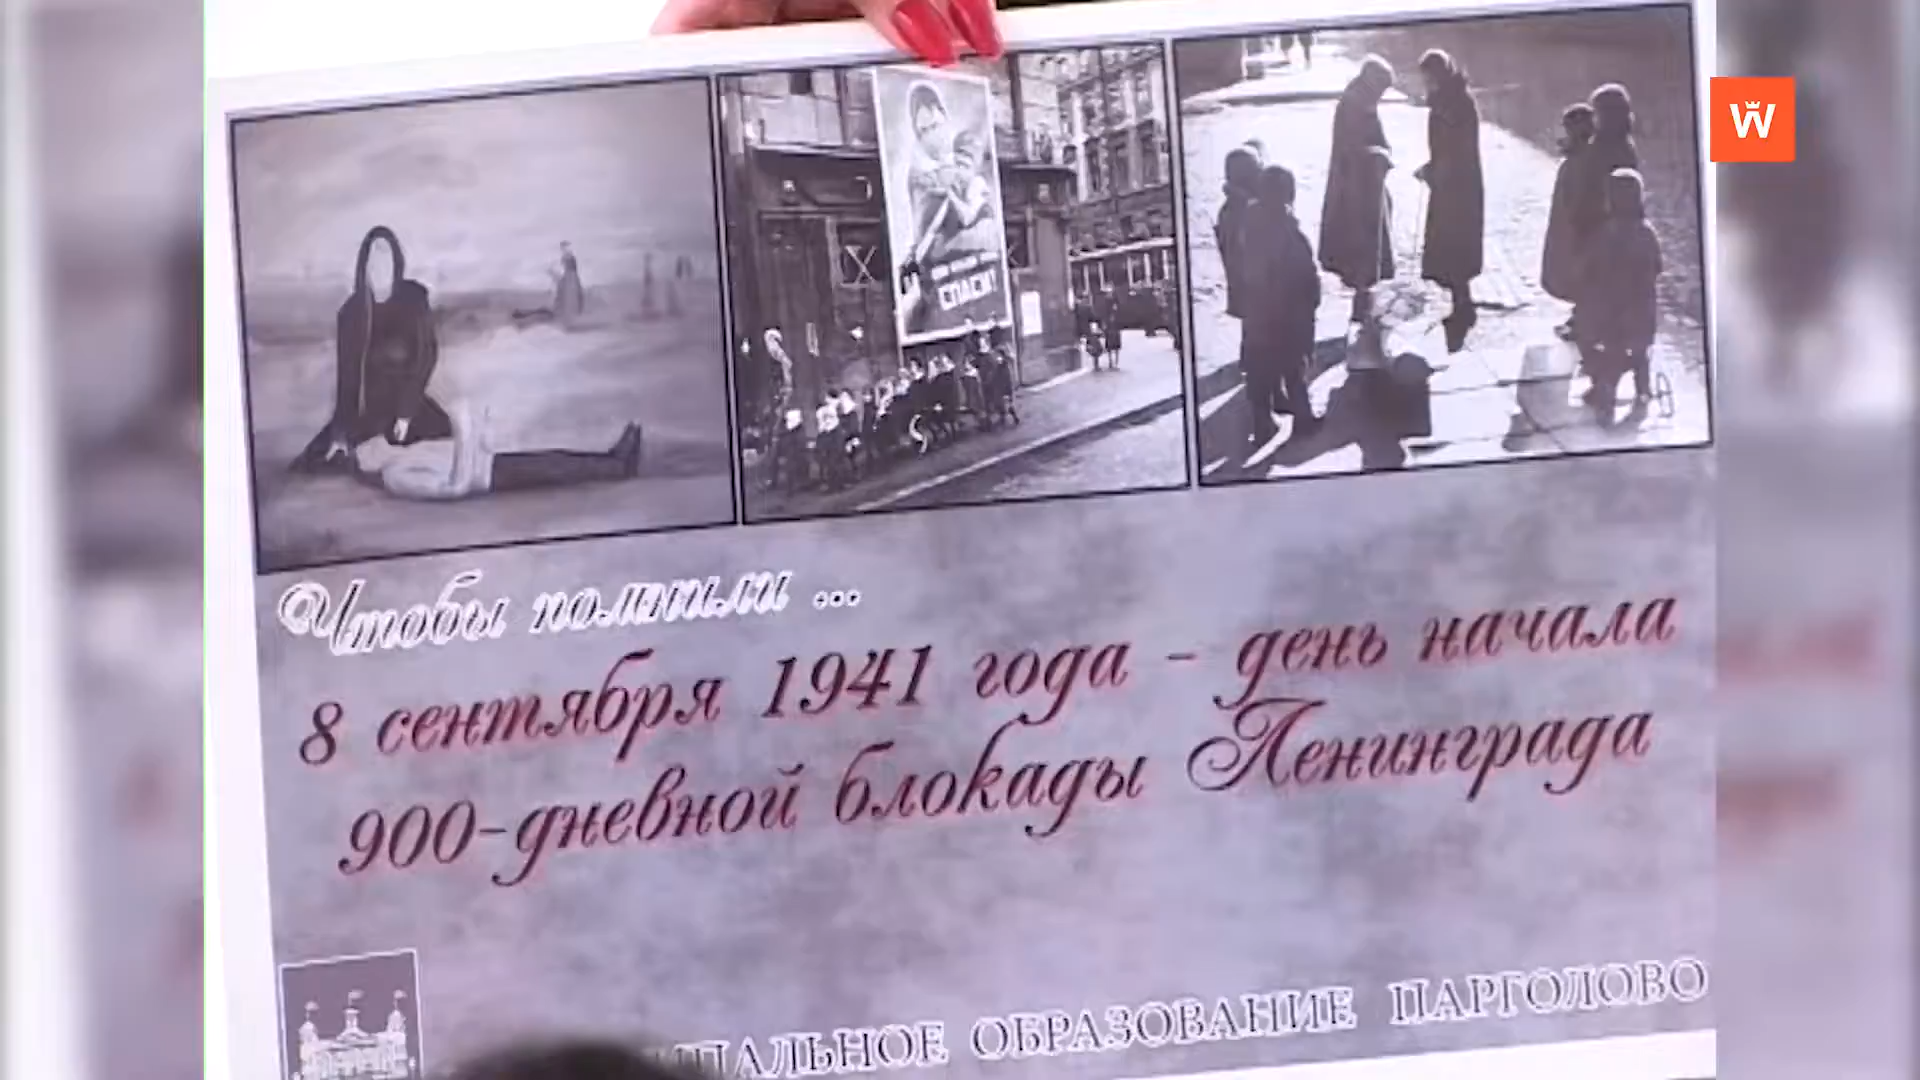 W
СПАСИ!
Чтобы помнили ...
8 сентября 1941 года - день начала
900-дневной блокады Ленинграда
ОБРАЗОВАНИЕ ПАРГОЛОВО